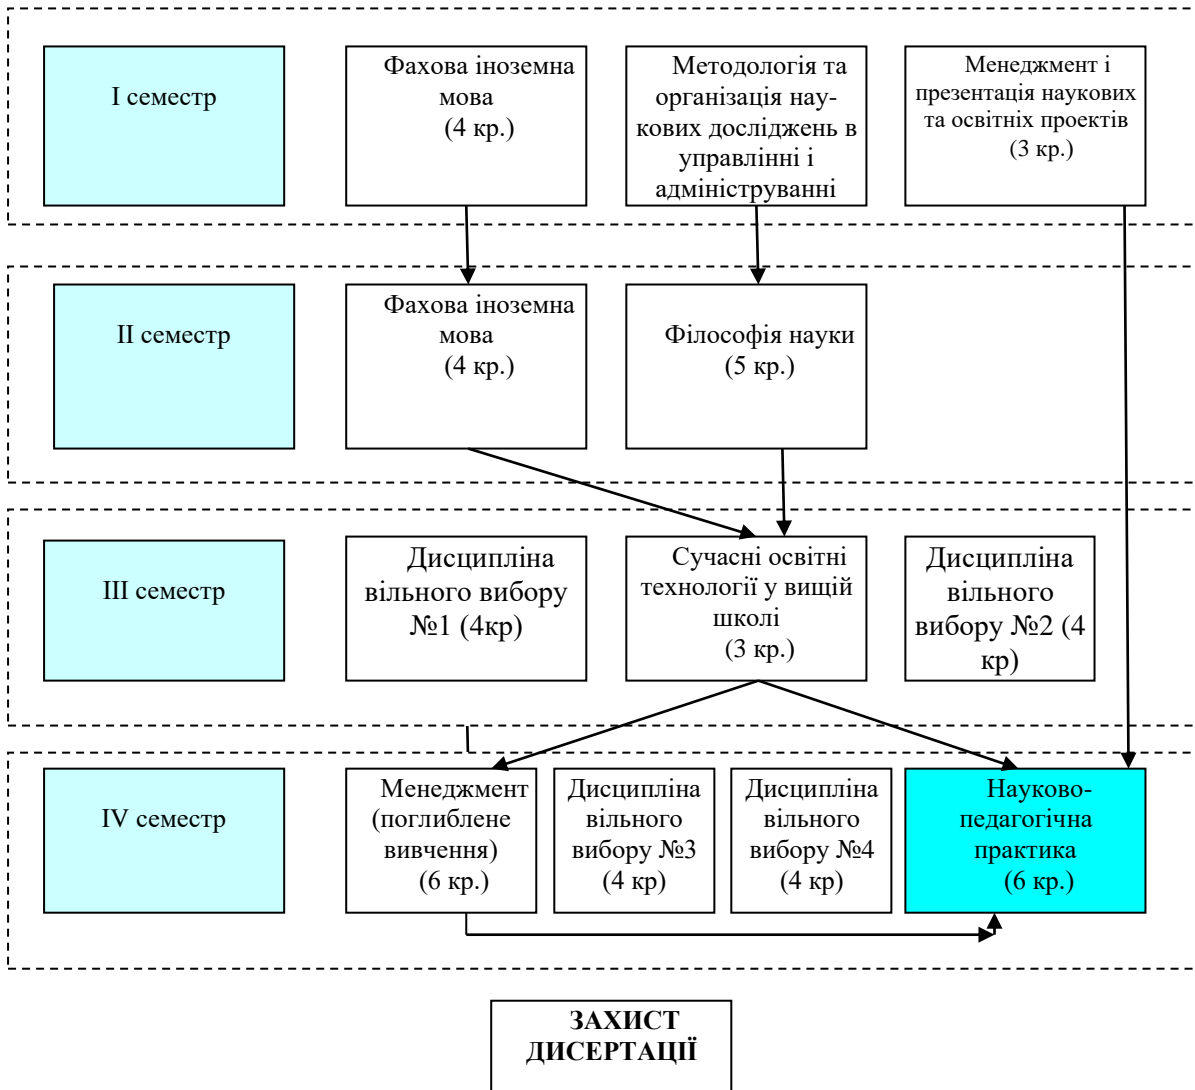 І семестр
Фахова іноземна
мова
(4 кр.)
Методологія та
організація нау-
кових досліджень в
управлінні і
адмініструванні
Менеджмент і
презентація наукових
та освітніх проектів
(3 кр.)
ІІ семестр
Фахова іноземна
мова
(4 кр.)
Філософія науки
(5 кр.)
ІІІ семестр
Дисципліна
вільного вибору
№1 (4кр)
Сучасні освітні
технології у вищій
школі
(3 кр.)
Дисципліна
вільного
вибору №2 (4
кр)
IV семестр
Менеджмент
(поглиблене
вивчення)
(6 кр.)
Дисципліна
вільного
вибору №3
(4 кр)
Дисципліна
вільного
вибору №4
(4 кр)
Науково-
педагогічна
практика
(6 кр.)
ЗАХИСТ
ДИСЕРТАЦІЇ